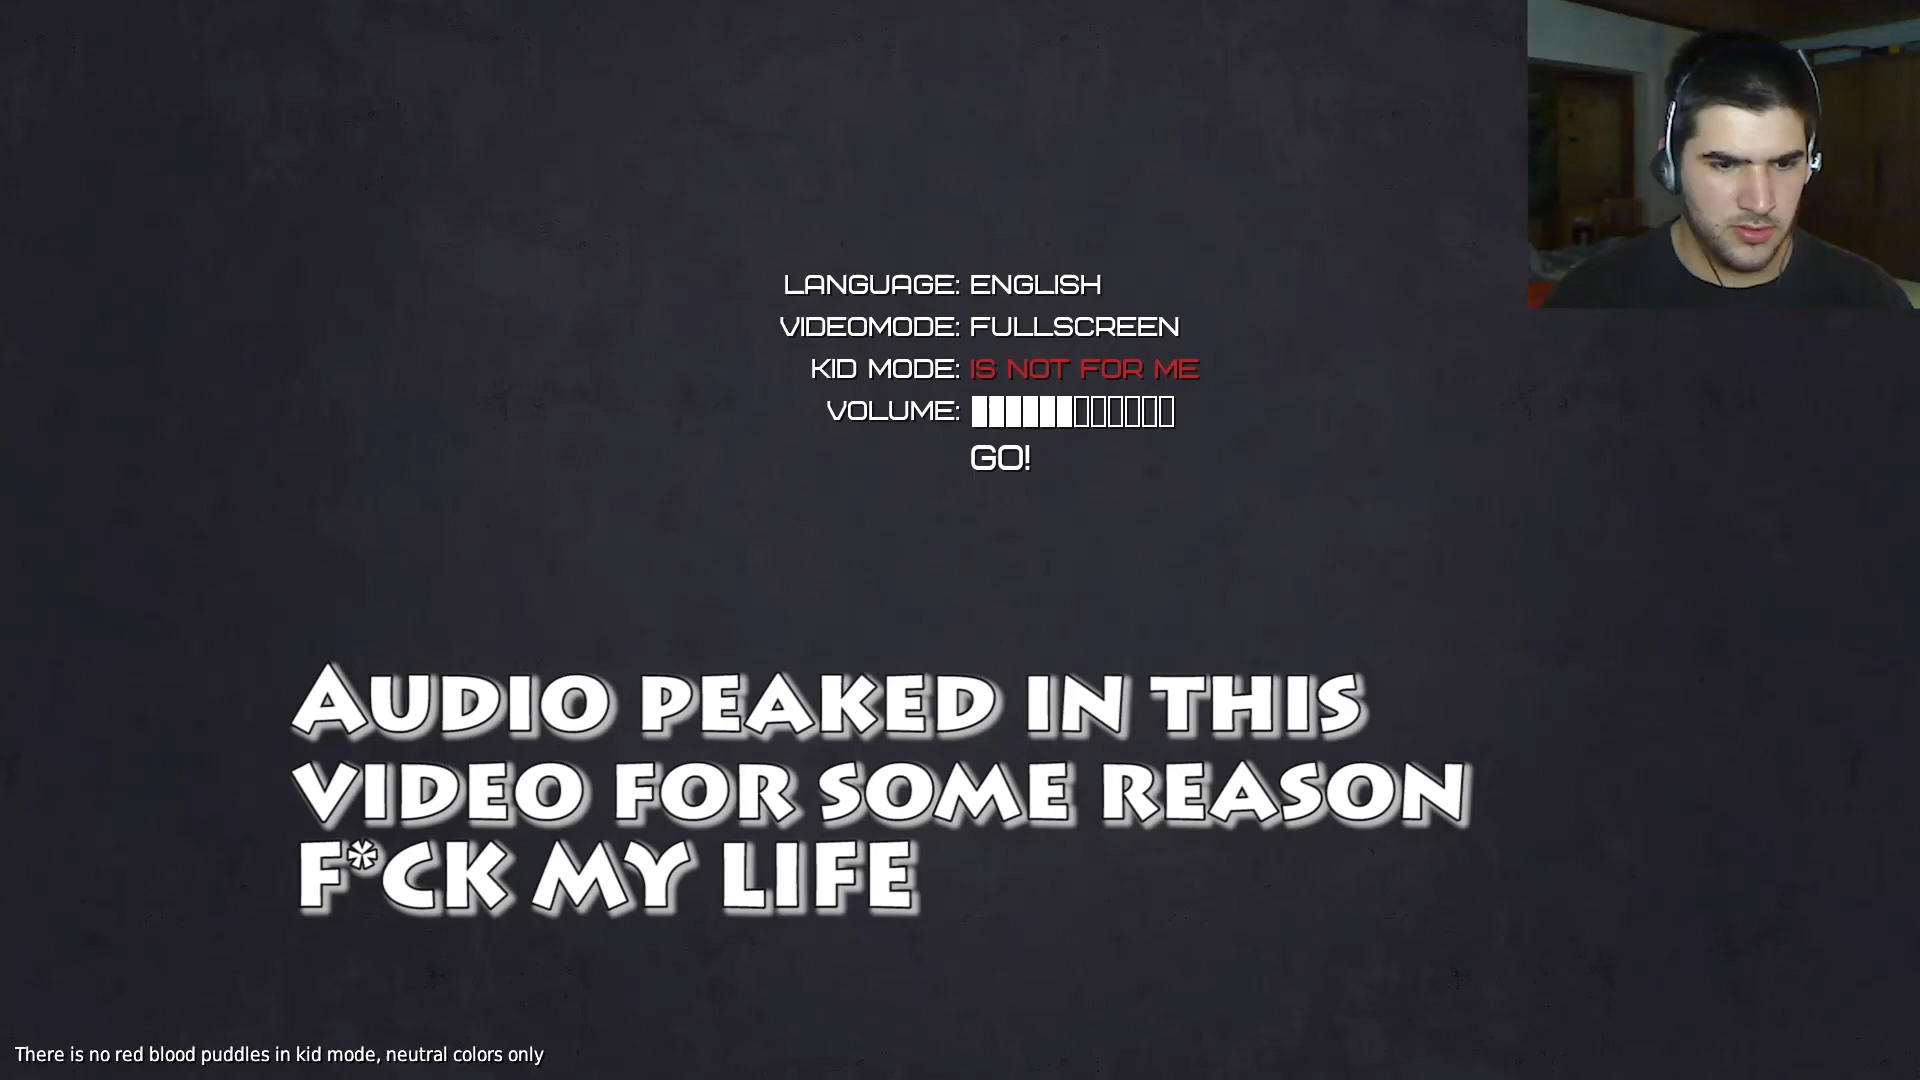 LANGUAGE: ENGLISH
VIDEOMODE: FULLSCREEN
KID MODE: IS NOT FOR ME
VOLUME:
GO!
AUDIO PEAKED IN THIS
VIDEO FOR SOME REASON
F*CK MY LIFE
There is no red blood puddles in kid mode, neutral colors only